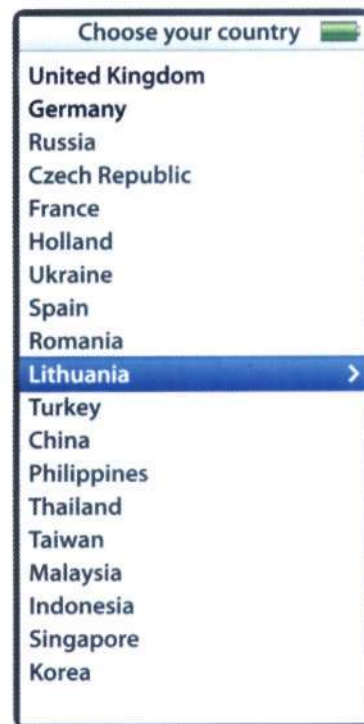 Choose your country
United Kingdom
Germany
Russia
Czech Republic
France
Holland
Ukraine
Spain
Romania
Lithuania
Turkey
China
Philippines
Thailand
Taiwan
Malaysia
Indonesia
Singapore
Korea